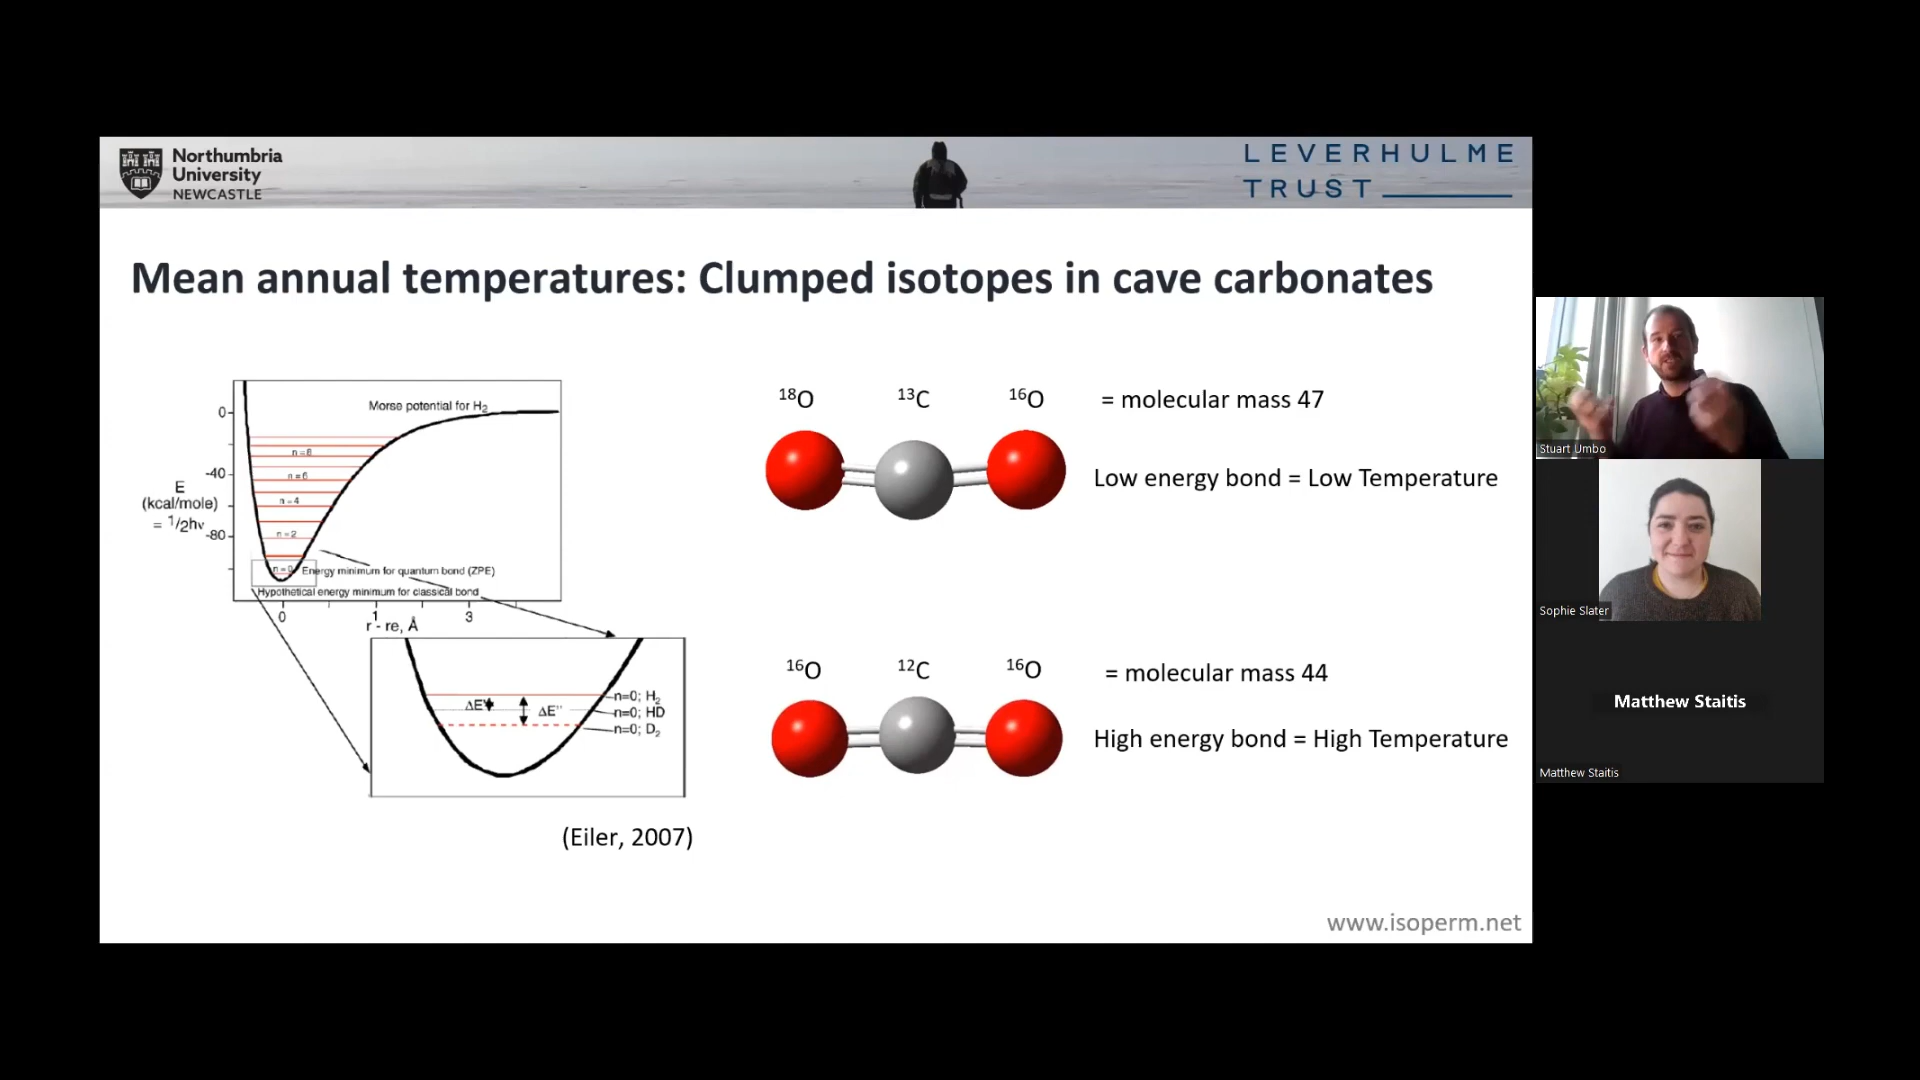 Northumbria
University
NEWCASTLE
LEVERHULME
TRUST
Mean annual temperatures: Clumped isotopes in cave carbonates
Morse potential for H₂
0
-40
-80
E
(kcal/mole)
= 1/2hν
n=8
n=6
n=4
n=2
n=0
Energy minimum for quantum bond (ZPE)
Hypothetical energy minimum for classical bond
0 1 3
r - re, Å
ΔE'
ΔE''
n=0; H₂
n=0; HD
n=0; D₂
(Eiler, 2007)
¹⁸O ¹³C ¹⁶O = molecular mass 47
Low energy bond = Low Temperature
¹⁶O ¹²C ¹⁶O = molecular mass 44
High energy bond = High Temperature
www.isoperm.net
Stuart Umbo
Sophie Slater
Matthew Staitis
Matthew Staitis